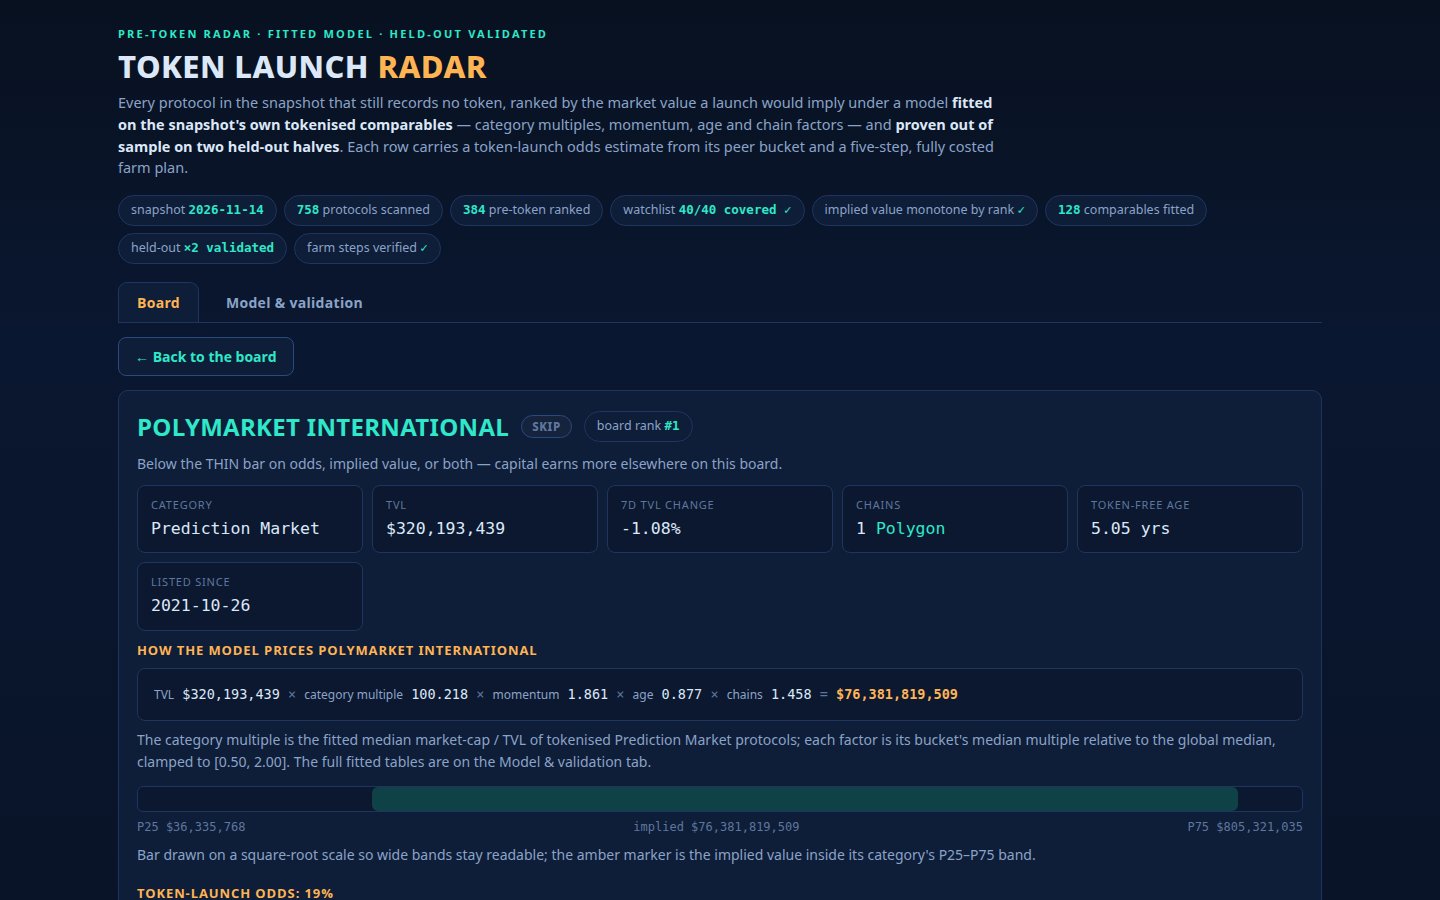 PRE-TOKEN RADAR · FITTED MODEL · HELD-OUT VALIDATED
TOKEN LAUNCH RADAR
Every protocol in the snapshot that still records no token, ranked by the market value a launch would imply under a model fitted
on the snapshot's own tokenised comparables — category multiples, momentum, age and chain factors — and proven out of
sample on two held-out halves. Each row carries a token-launch odds estimate from its peer bucket and a five-step, fully costed
farm plan.
snapshot 2026-11-14
758 protocols scanned
384 pre-token ranked
watchlist 40/40 covered ✓
implied value monotone by rank ✓
128 comparables fitted
held-out ×2 validated
farm steps verified ✓
Board
Model & validation
← Back to the board
POLYMARKET INTERNATIONAL SKIP board rank #1
Below the THIN bar on odds, implied value, or both — capital earns more elsewhere on this board.
CATEGORY
Prediction Market
TVL
$320,193,439
7D TVL CHANGE
-1.08%
CHAINS
1 Polygon
TOKEN-FREE AGE
5.05 yrs
LISTED SINCE
2021-10-26
HOW THE MODEL PRICES POLYMARKET INTERNATIONAL
TVL $320,193,439 × category multiple 100.218 × momentum 1.861 × age 0.877 × chains 1.458 = $76,381,819,509
The category multiple is the fitted median market-cap / TVL of tokenised Prediction Market protocols; each factor is its bucket's median multiple relative to the global median,
clamped to [0.50, 2.00]. The full fitted tables are on the Model & validation tab.
P25 $36,335,768
implied $76,381,819,509
P75 $805,321,035
Bar drawn on a square-root scale so wide bands stay readable; the amber marker is the implied value inside its category's P25–P75 band.
TOKEN-LAUNCH ODDS: 19%